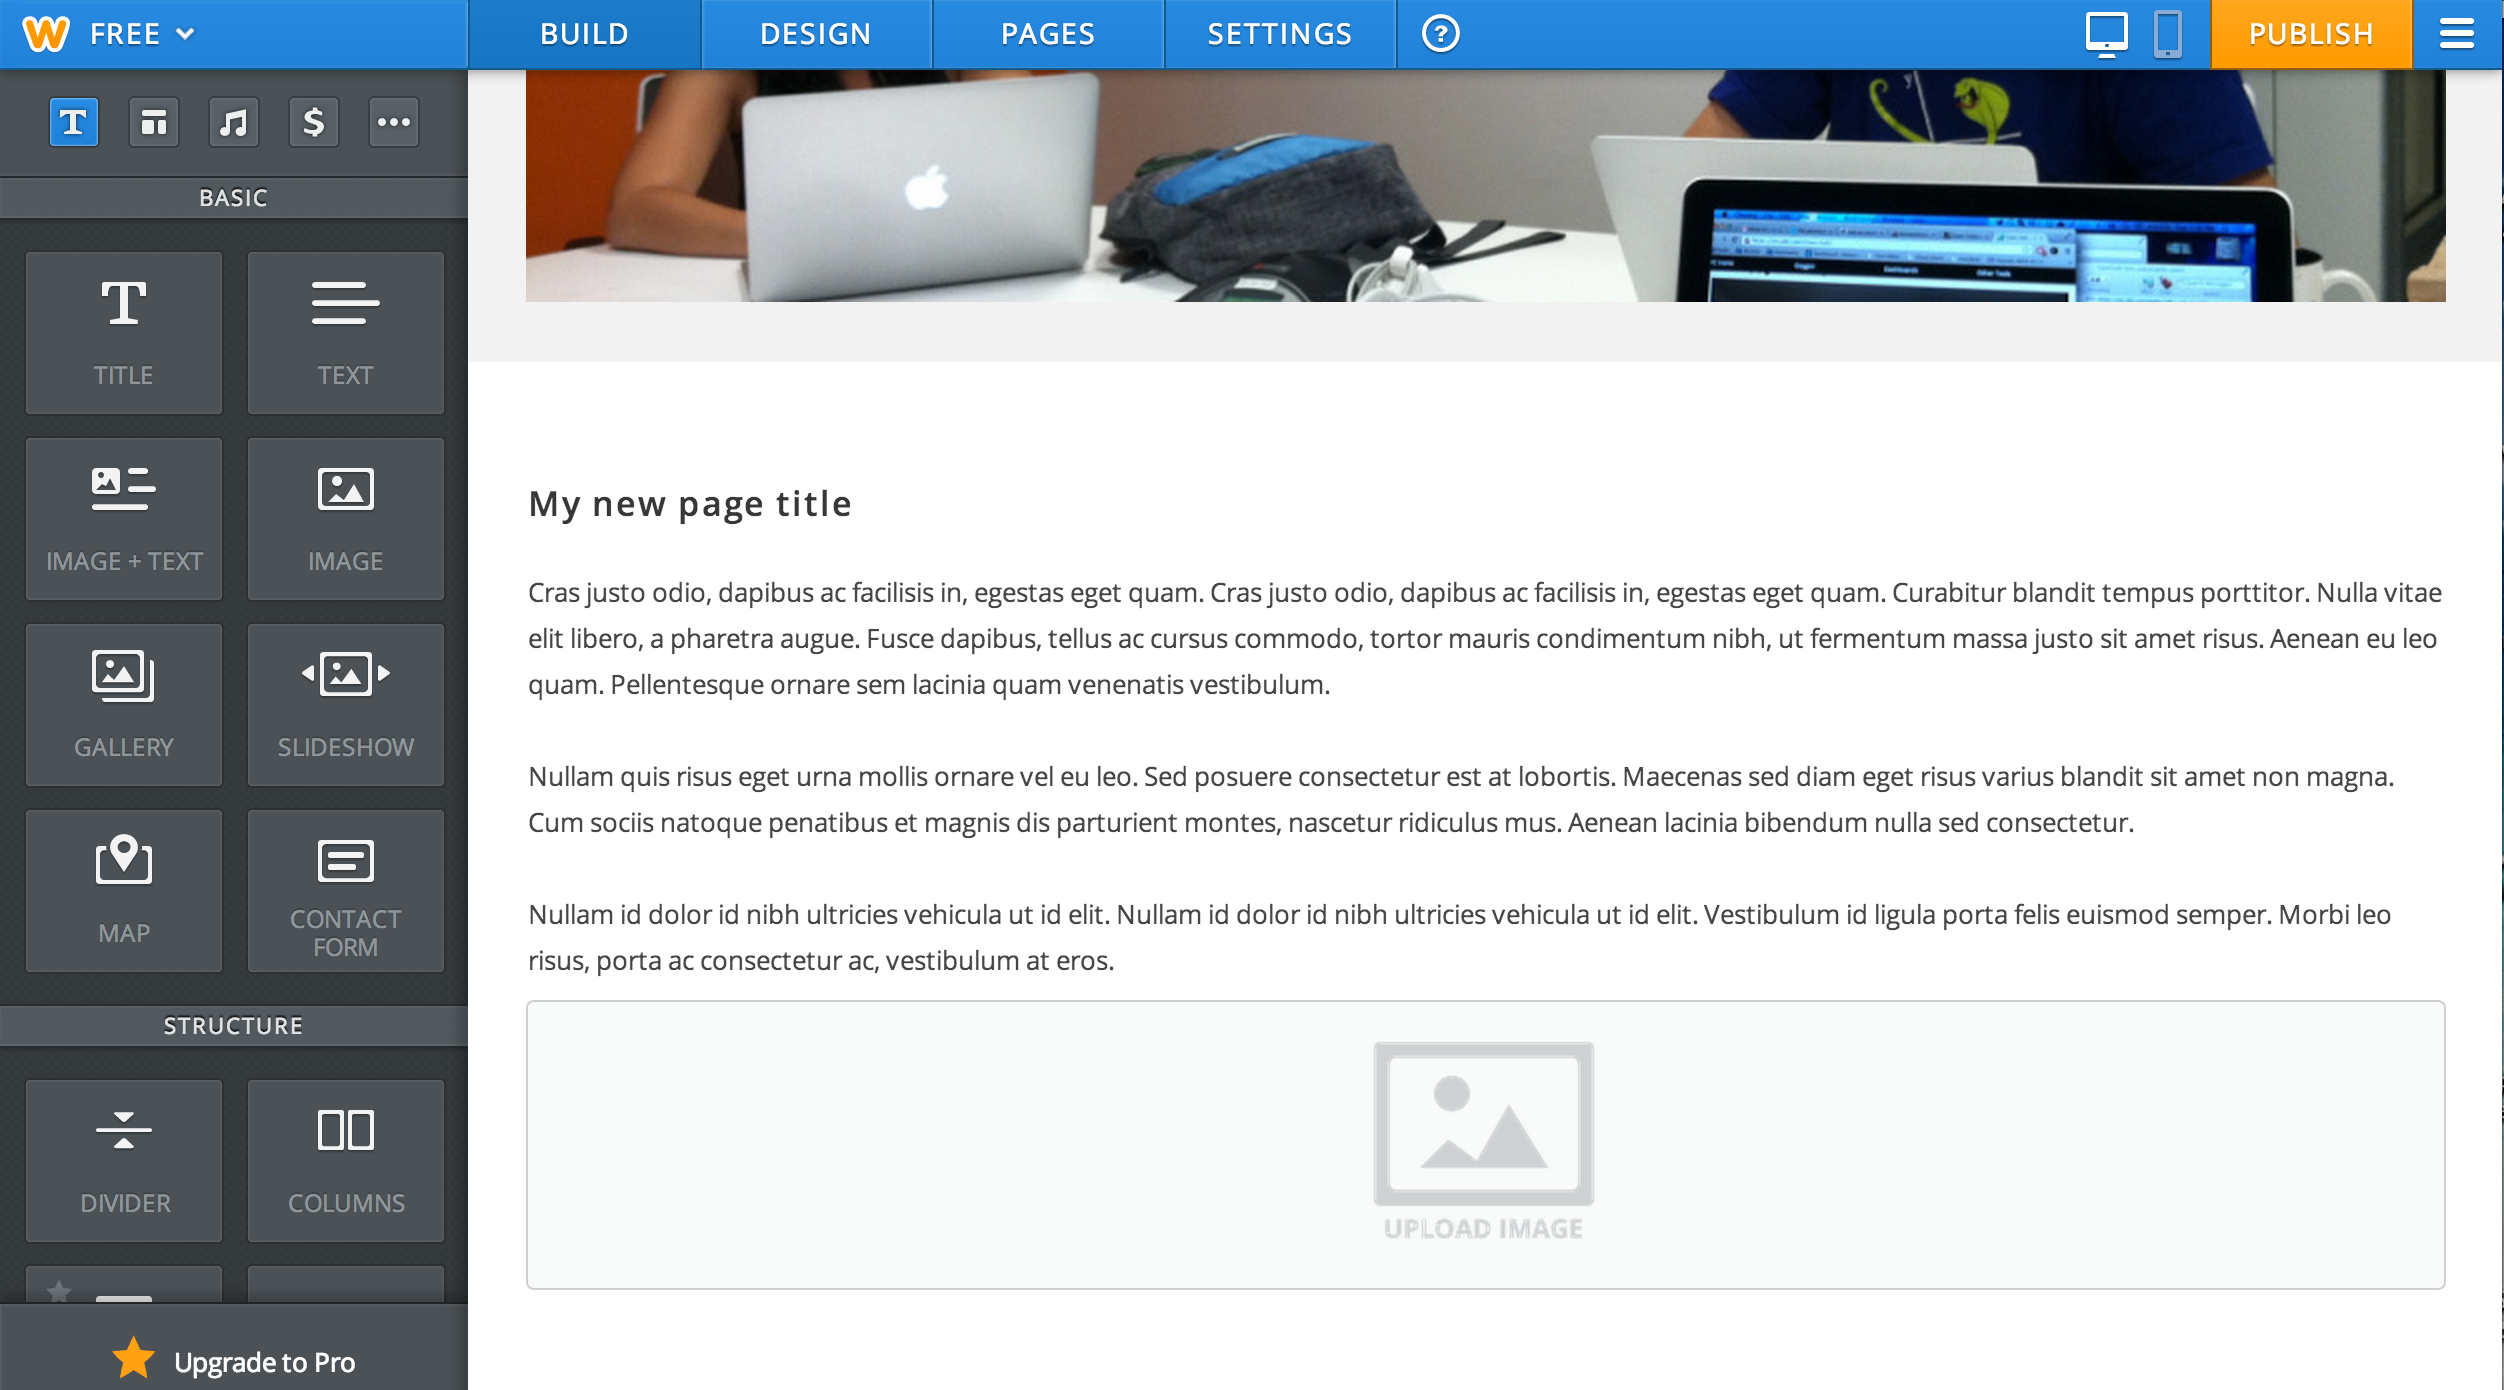 FREE
BUILD
DESIGN
PAGES
SETTINGS
?
PUBLISH
T
$
BASIC
T
TITLE
TEXT
IMAGE + TEXT
IMAGE
GALLERY
SLIDESHOW
MAP
CONTACT
FORM
STRUCTURE
DIVIDER
COLUMNS
Upgrade to Pro
My new page title
Cras justo odio, dapibus ac facilisis in, egestas eget quam. Cras justo odio, dapibus ac facilisis in, egestas eget quam. Curabitur blandit tempus porttitor. Nulla vitae
elit libero, a pharetra augue. Fusce dapibus, tellus ac cursus commodo, tortor mauris condimentum nibh, ut fermentum massa justo sit amet risus. Aenean eu leo
quam. Pellentesque ornare sem lacinia quam venenatis vestibulum.
Nullam quis risus eget urna mollis ornare vel eu leo. Sed posuere consectetur est at lobortis. Maecenas sed diam eget risus varius blandit sit amet non magna.
Cum sociis natoque penatibus et magnis dis parturient montes, nascetur ridiculus mus. Aenean lacinia bibendum nulla sed consectetur.
Nullam id dolor id nibh ultricies vehicula ut id elit. Nullam id dolor id nibh ultricies vehicula ut id elit. Vestibulum id ligula porta felis euismod semper. Morbi leo
risus, porta ac consectetur ac, vestibulum at eros.
UPLOAD IMAGE